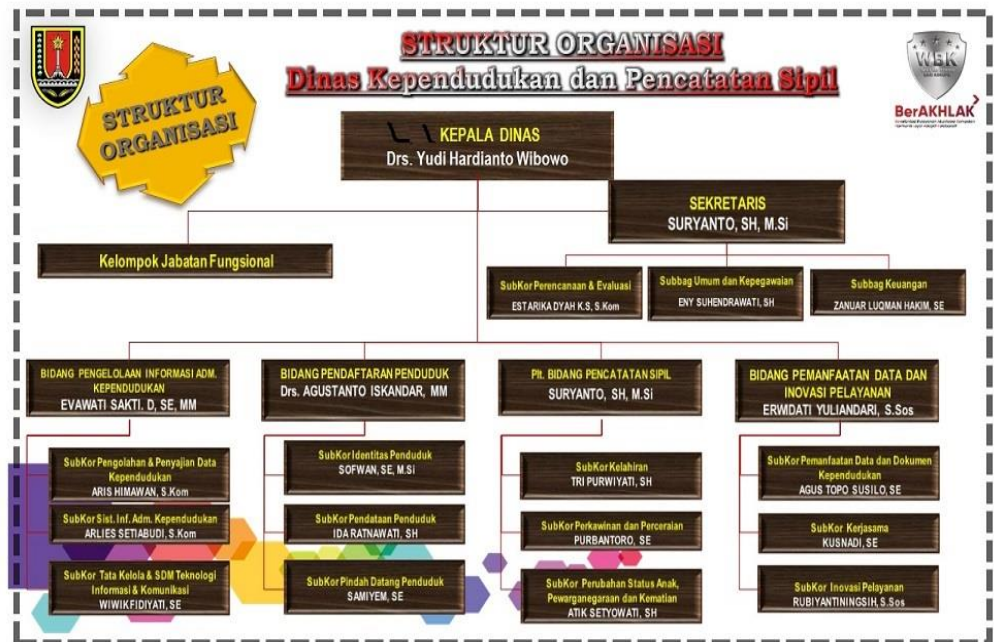 STRUKTUR ORGANISASI
Dinas Kependudukan dan Pencatatan Sipil
STRUKTUR
ORGANISASI
WBK
BerAKHLAK
KEPALA DINAS
Drs. Yudi Hardianto Wibowo
SEKRETARIS
SURYANTO, SH, M.Si
Kelompok Jabatan Fungsional
SubKor Perencanaan & Evaluasi
ESTARIKA DYAH K.S, S.Kom
Subbag Umum dan Kepegawaian
ENY SUHENDRAWATI, SH
Subbag Keuangan
ZANUAR LUQMAN HAKIM, SE
BIDANG PENGELOLAAN INFORMASI ADM.
KEPENDUDUKAN
EVAWATI SAKTI. D, SE, MM
BIDANG PENDAFTARAN PENDUDUK
Drs. AGUSTANTO ISKANDAR, MM
Plt. BIDANG PENCATATAN SIPIL
SURYANTO, SH, M.Si
BIDANG PEMANFAATAN DATA DAN
INOVASI PELAYANAN
ERWIDATI YULIANDARI, S.Sos
SubKor Pengolahan & Penyajian Data
Kependudukan
ARIS HIMAWAN, S.Kom
SubKor Sist. Inf. Adm. Kependudukan
ARLIES SETIABUDI, S.Kom
SubKor Tata Kelola & SDM Teknologi
Informasi & Komunikasi
WIWIK FIDIYATI, SE
SubKor Identitas Penduduk
SOFWAN, SE, M.Si
SubKor Pendataan Penduduk
IDA RATNAWATI, SH
SubKor Pindah Datang Penduduk
SAMIYEM, SE
SubKor Kelahiran
TRI PURWIYATI, SH
SubKor Perkawinan dan Perceraian
PURBANTORO, SE
SubKor Perubahan Status Anak,
Pewarganegaraan dan Kematian
ATIK SETYOWATI, SH
SubKor Pemanfaatan Data dan Dokumen
Kependudukan
AGUS TOPO SUSILO, SE
SubKor Kerjasama
KUSNADI, SE
SubKor Inovasi Pelayanan
RUBIYANTININGSIH, S.Sos